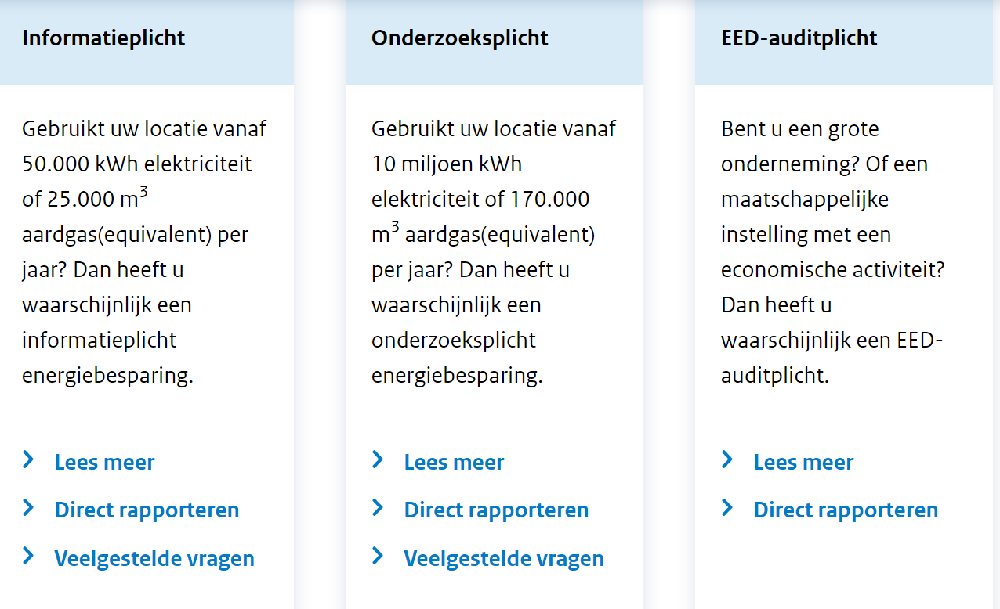 Informatieplicht
Gebruikt uw locatie vanaf
50.000 kWh elektriciteit
of 25.000 m³
aardgas(equivalent) per
jaar? Dan heeft u
waarschijnlijk een
informatieplicht
energiebesparing.
Lees meer
Direct rapporteren
Veelgestelde vragen
Onderzoeksplicht
Gebruikt uw locatie vanaf
10 miljoen kWh
elektriciteit of 170.000
m³ aardgas(equivalent)
per jaar? Dan heeft u
waarschijnlijk een
onderzoeksplicht
energiebesparing.
Lees meer
Direct rapporteren
Veelgestelde vragen
EED-auditplicht
Bent u een grote
onderneming? Of een
maatschappelijke
instelling met een
economische activiteit?
Dan heeft u
waarschijnlijk een EED-
auditplicht.
Lees meer
Direct rapporteren